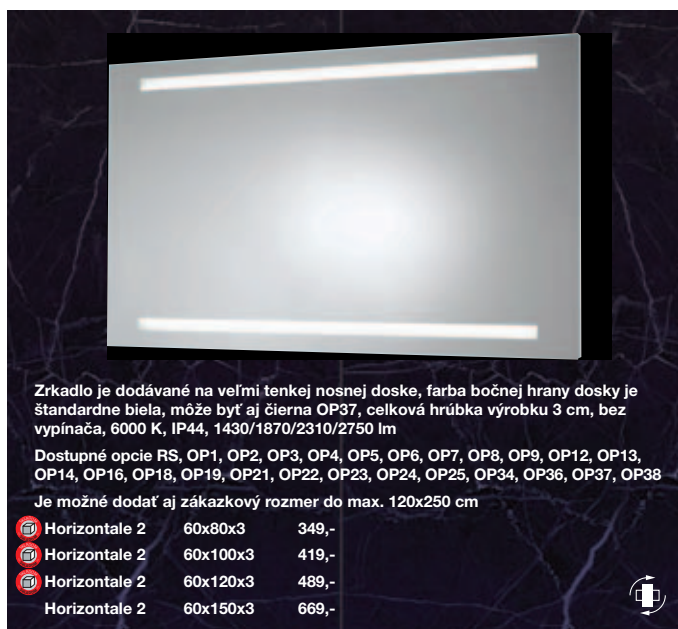 Zrkadlo je dodávané na veľmi tenkej nosnej doske, farba bočnej hrany dosky je
štandardne biela, môže byť aj čierna OP37, celková hrúbka výrobku 3 cm, bez
vypínača, 6000 K, IP44, 1430/1870/2310/2750 lm
Dostupné opcie RS, OP1, OP2, OP3, OP4, OP5, OP6, OP7, OP8, OP9, OP12, OP13,
OP14, OP16, OP18, OP19, OP21, OP22, OP23, OP24, OP25, OP34, OP36, OP37, OP38
Je možné dodať aj zákazkový rozmer do max. 120x250 cm
Horizontale 2 60x80x3 349,-
Horizontale 2 60x100x3 419,-
Horizontale 2 60x120x3 489,-
Horizontale 2 60x150x3 669,-